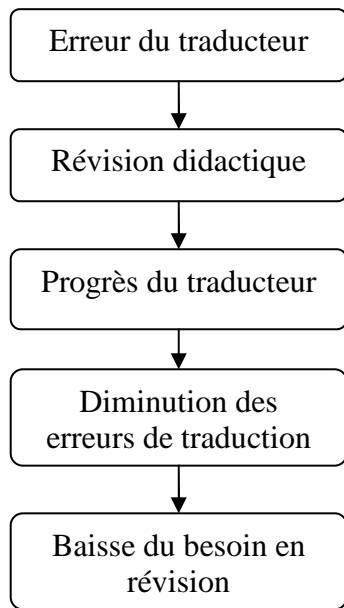 Erreur du traducteur
Révision didactique
Progrès du traducteur
Diminution des
erreurs de traduction
Baisse du besoin en
révision